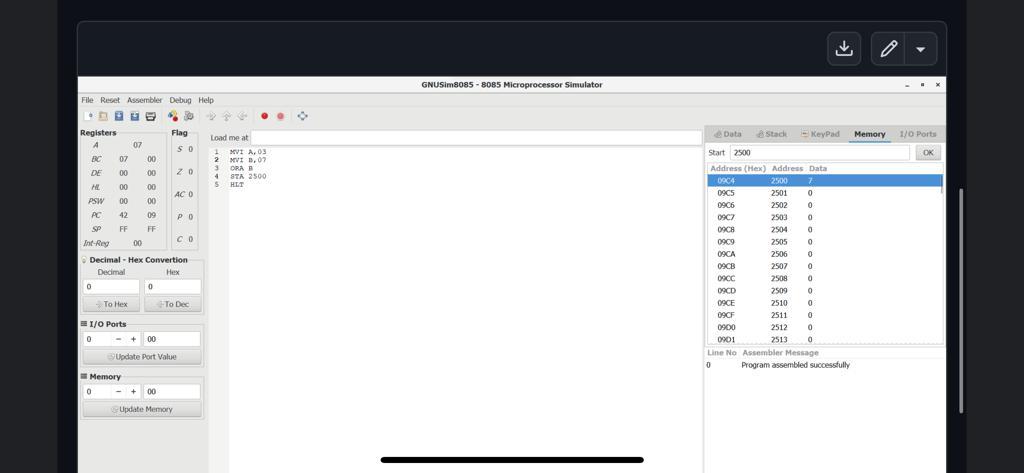 GNUSim8085 - 8085 Microprocessor Simulator
File Reset Assembler Debug Help
Registers
A 07
BC 07 00
DE 00 00
HL 00 00
PSW 00 00
PC 42 09
SP FF FF
Int-Reg 00
Flag
S 0
Z 0
AC 0
P 0
C 0
Decimal - Hex Convertion
Decimal Hex
0 0
To Hex To Dec
I/O Ports
0 - + 00
Update Port Value
Memory
0 - + 00
Update Memory
Load me at
1 MVI A,03
2 MVI B,07
3 ORA B
4 STA 2500
5 HLT
Data Stack KeyPad Memory I/O Ports
Start 2500 OK
Address (Hex) Address Data
09C4 2500 7
09C5 2501 0
09C6 2502 0
09C7 2503 0
09C8 2504 0
09C9 2505 0
09CA 2506 0
09CB 2507 0
09CC 2508 0
09CD 2509 0
09CE 2510 0
09CF 2511 0
09D0 2512 0
09D1 2513 0
Line No Assembler Message
0 Program assembled successfully